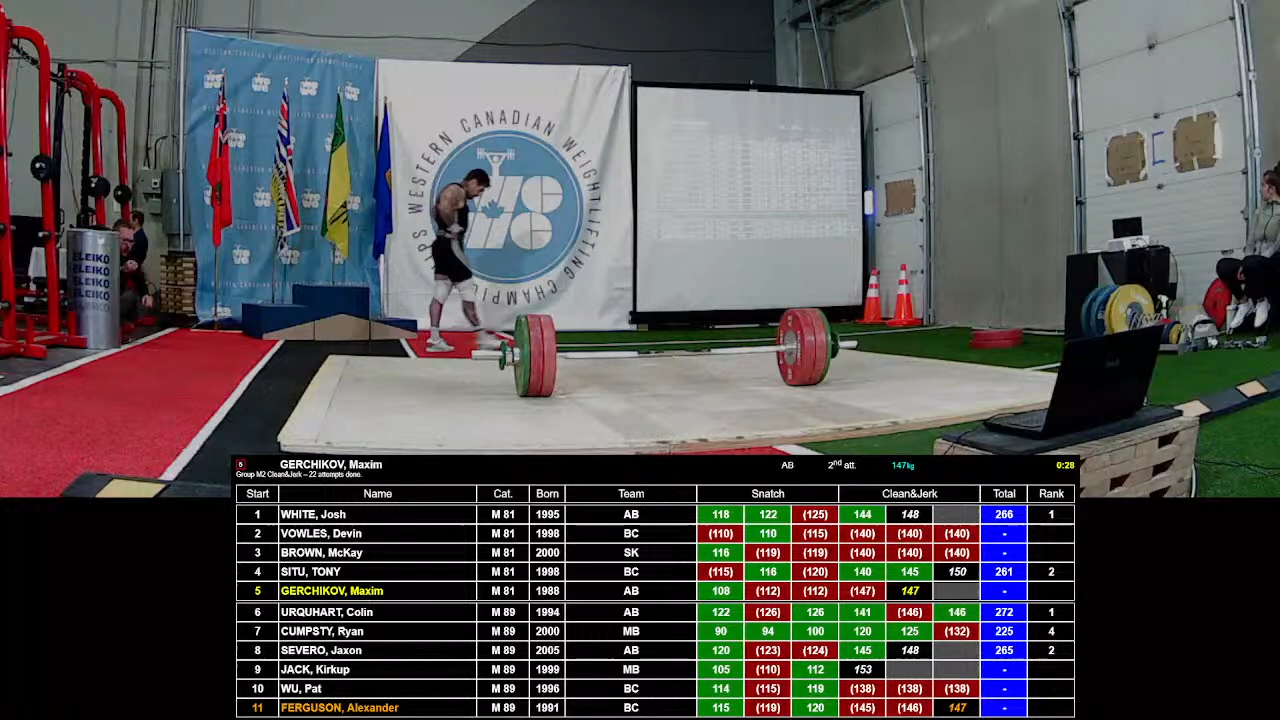 WESTERN CANADIAN WEIGHTLIFTING
ELEIKO
ELEIKO
ELEIKO
ELEIKO
5 GERCHIKOV, Maxim AB 2nd att. 147kg 0:28
Group M2 Clean&Jerk – 22 attempts done.
Start Name Cat. Born Team Snatch Clean&Jerk Total Rank
1 WHITE, Josh M 81 1995 AB 118 122 (125) 144 148 266 1
2 VOWLES, Devin M 81 1998 BC (110) 110 (115) (140) (140) (140) -
3 BROWN, McKay M 81 2000 SK 116 (119) (119) (140) (140) (140) -
4 SITU, TONY M 81 1998 BC (115) 116 (120) 140 145 150 261 2
5 GERCHIKOV, Maxim M 81 1988 AB 108 (112) (112) (147) 147 -
6 URQUHART, Colin M 89 1994 AB 122 (126) 126 141 (146) 146 272 1
7 CUMPSTY, Ryan M 89 2000 MB 90 94 100 120 125 (132) 225 4
8 SEVERO, Jaxon M 89 2005 AB 120 (123) (124) 145 148 265 2
9 JACK, Kirkup M 89 1999 MB 105 (110) 112 153 -
10 WU, Pat M 89 1996 BC 114 (115) 119 (138) (138) (138) -
11 FERGUSON, Alexander M 89 1991 BC 115 (119) 120 (145) (146) 147 -